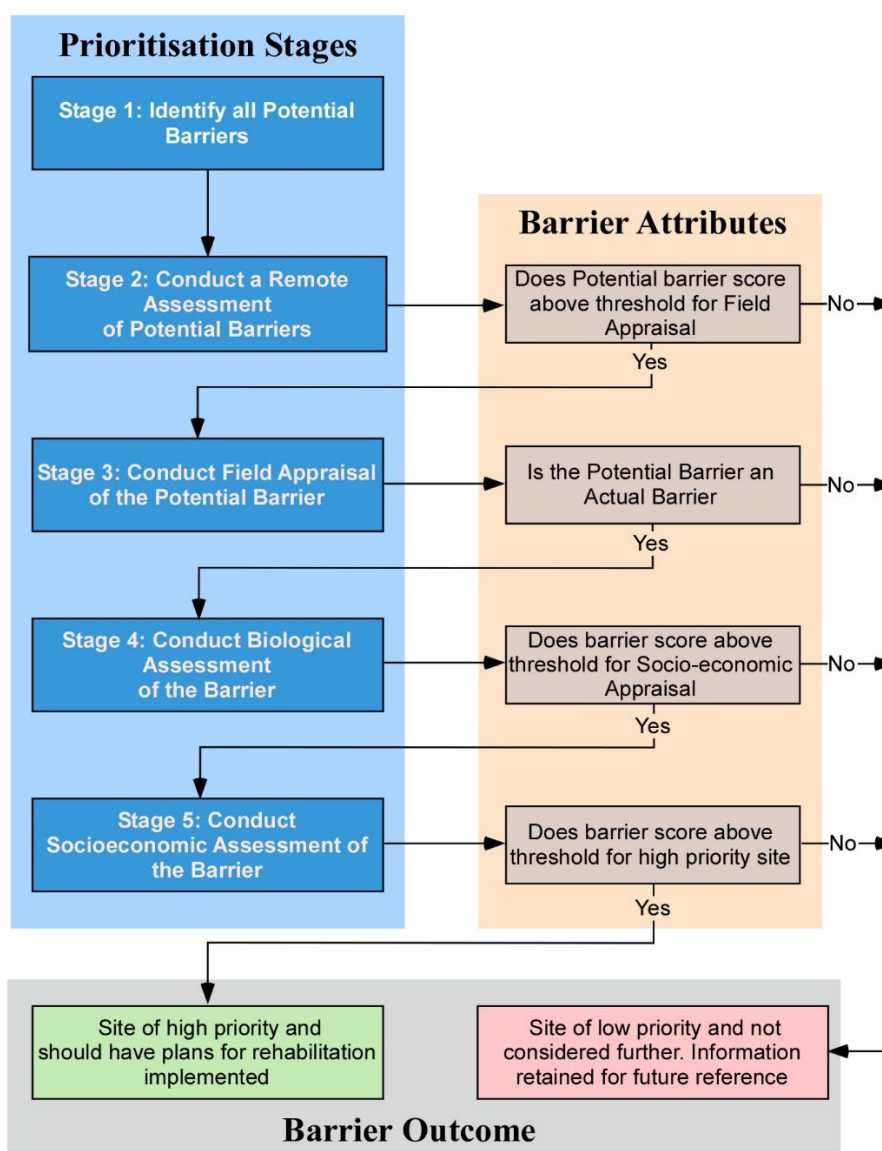 Prioritisation Stages
Stage 1: Identify all Potential
Barriers
Barrier Attributes
Stage 2: Conduct a Remote
Assessment
of Potential Barriers
Does Potential barrier score
above threshold for Field
Appraisal
No
Yes
Stage 3: Conduct Field Appraisal
of the Potential Barrier
Is the Potential Barrier an
Actual Barrier
No
Yes
Stage 4: Conduct Biological
Assessment
of the Barrier
Does barrier score above
threshold for Socio-economic
Appraisal
No
Yes
Stage 5: Conduct
Socioeconomic Assessment of
the Barrier
Does barrier score above
threshold for high priority site
No
Yes
Site of high priority and
should have plans for rehabilitation
implemented
Site of low priority and not
considered further. Information
retained for future reference
Barrier Outcome